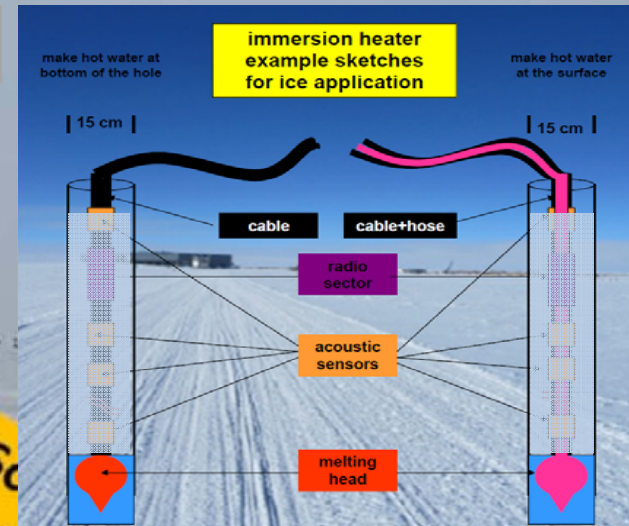 make hot water at
bottom of the hole
immersion heater
example sketches
for ice application
make hot water
at the surface
15 cm
15 cm
cable
cable+hose
radio
sector
acoustic
sensors
melting
head